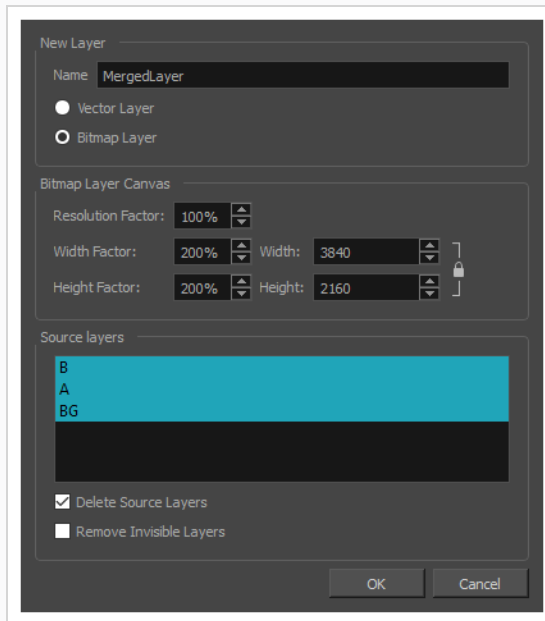 New Layer
Name MergedLayer
Vector Layer
Bitmap Layer
Bitmap Layer Canvas
Resolution Factor: 100%
Width Factor: 200% Width: 3840
Height Factor: 200% Height: 2160
Source layers
B
A
BG
Delete Source Layers
Remove Invisible Layers
OK Cancel